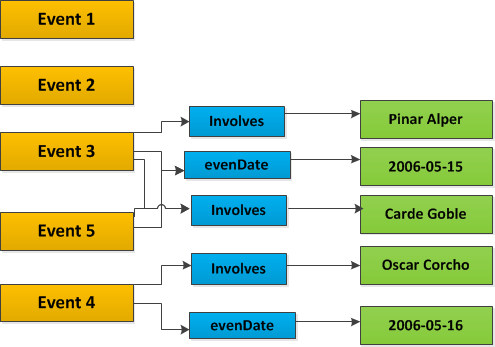 Event 1
Event 2
Event 3
Event 5
Event 4
Involves
evenDate
Involves
Involves
evenDate
Pinar Alper
2006-05-15
Carde Goble
Oscar Corcho
2006-05-16